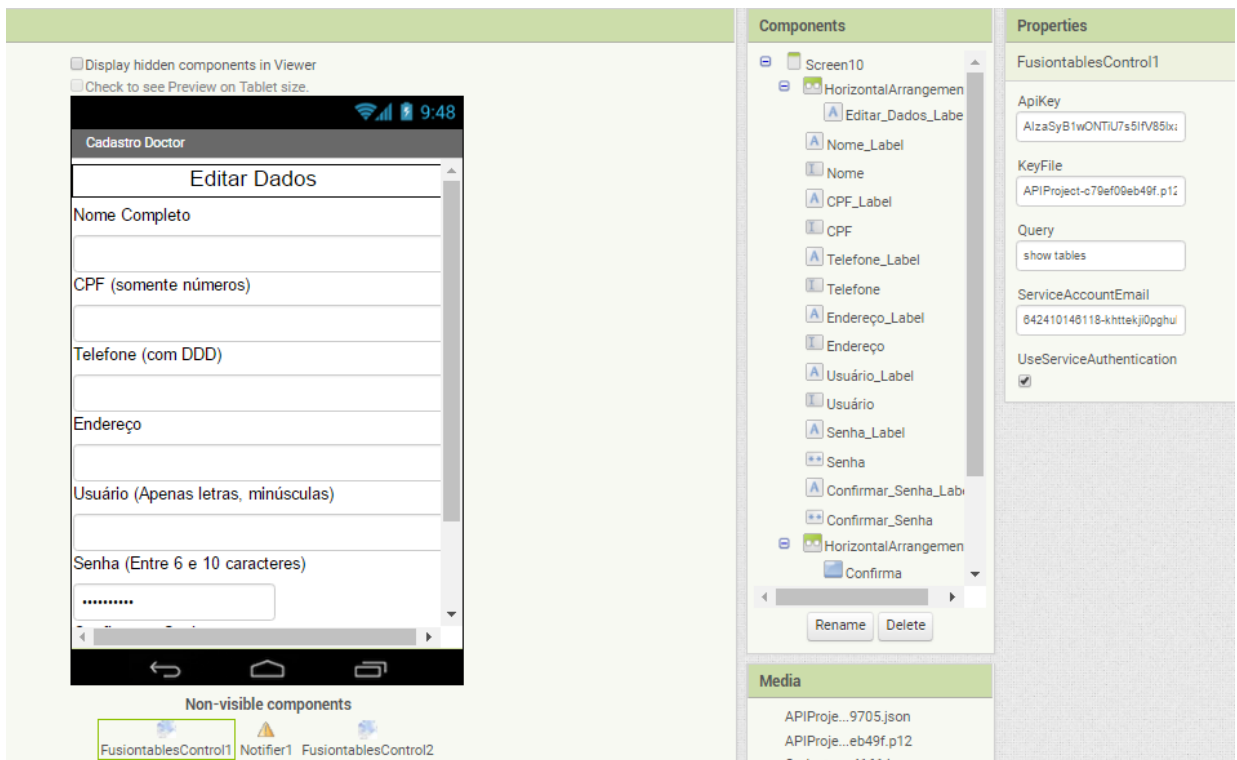 Display hidden components in Viewer
Check to see Preview on Tablet size.
9:48
Cadastro Doctor
Editar Dados
Nome Completo
CPF (somente números)
Telefone (com DDD)
Endereço
Usuário (Apenas letras, minúsculas)
Senha (Entre 6 e 10 caracteres)
••••••••••
Non-visible components
FusiontablesControl1 Notifier1 FusiontablesControl2
Components
Screen10
HorizontalArrangemen
Editar_Dados_Labe
Nome_Label
Nome
CPF_Label
CPF
Telefone_Label
Telefone
Endereço_Label
Endereço
Usuário_Label
Usuário
Senha_Label
Senha
Confirmar_Senha_Labe
Confirmar_Senha
HorizontalArrangemen
Confirma
Rename Delete
Media
APIProje...9705.json
APIProje...eb49f.p12
Properties
FusiontablesControl1
ApiKey
KeyFile
APIProject-c79ef09eb49f.p12
Query
show tables
ServiceAccountEmail
642410146118-khttekji0pghul
UseServiceAuthentication